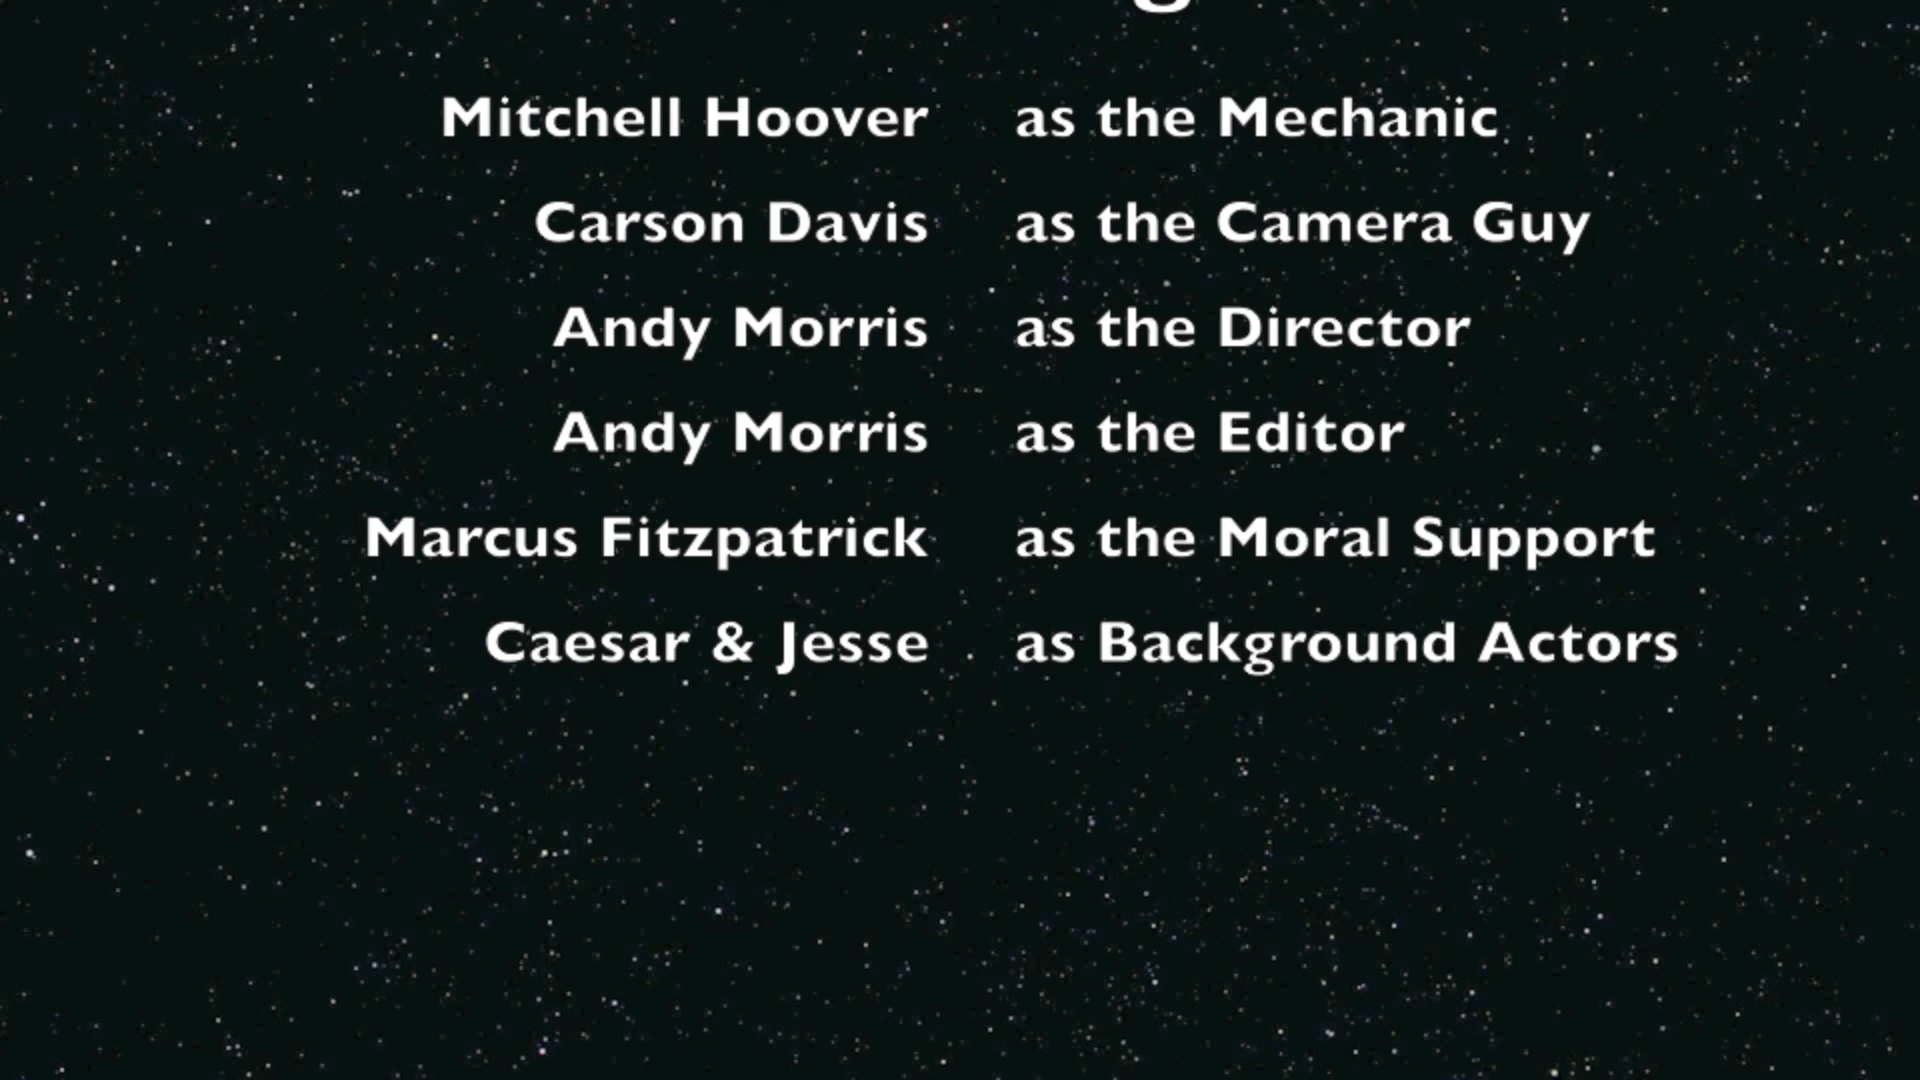 Mitchell Hoover as the Mechanic
Carson Davis as the Camera Guy
Andy Morris as the Director
Andy Morris as the Editor
Marcus Fitzpatrick as the Moral Support
Caesar & Jesse as Background Actors